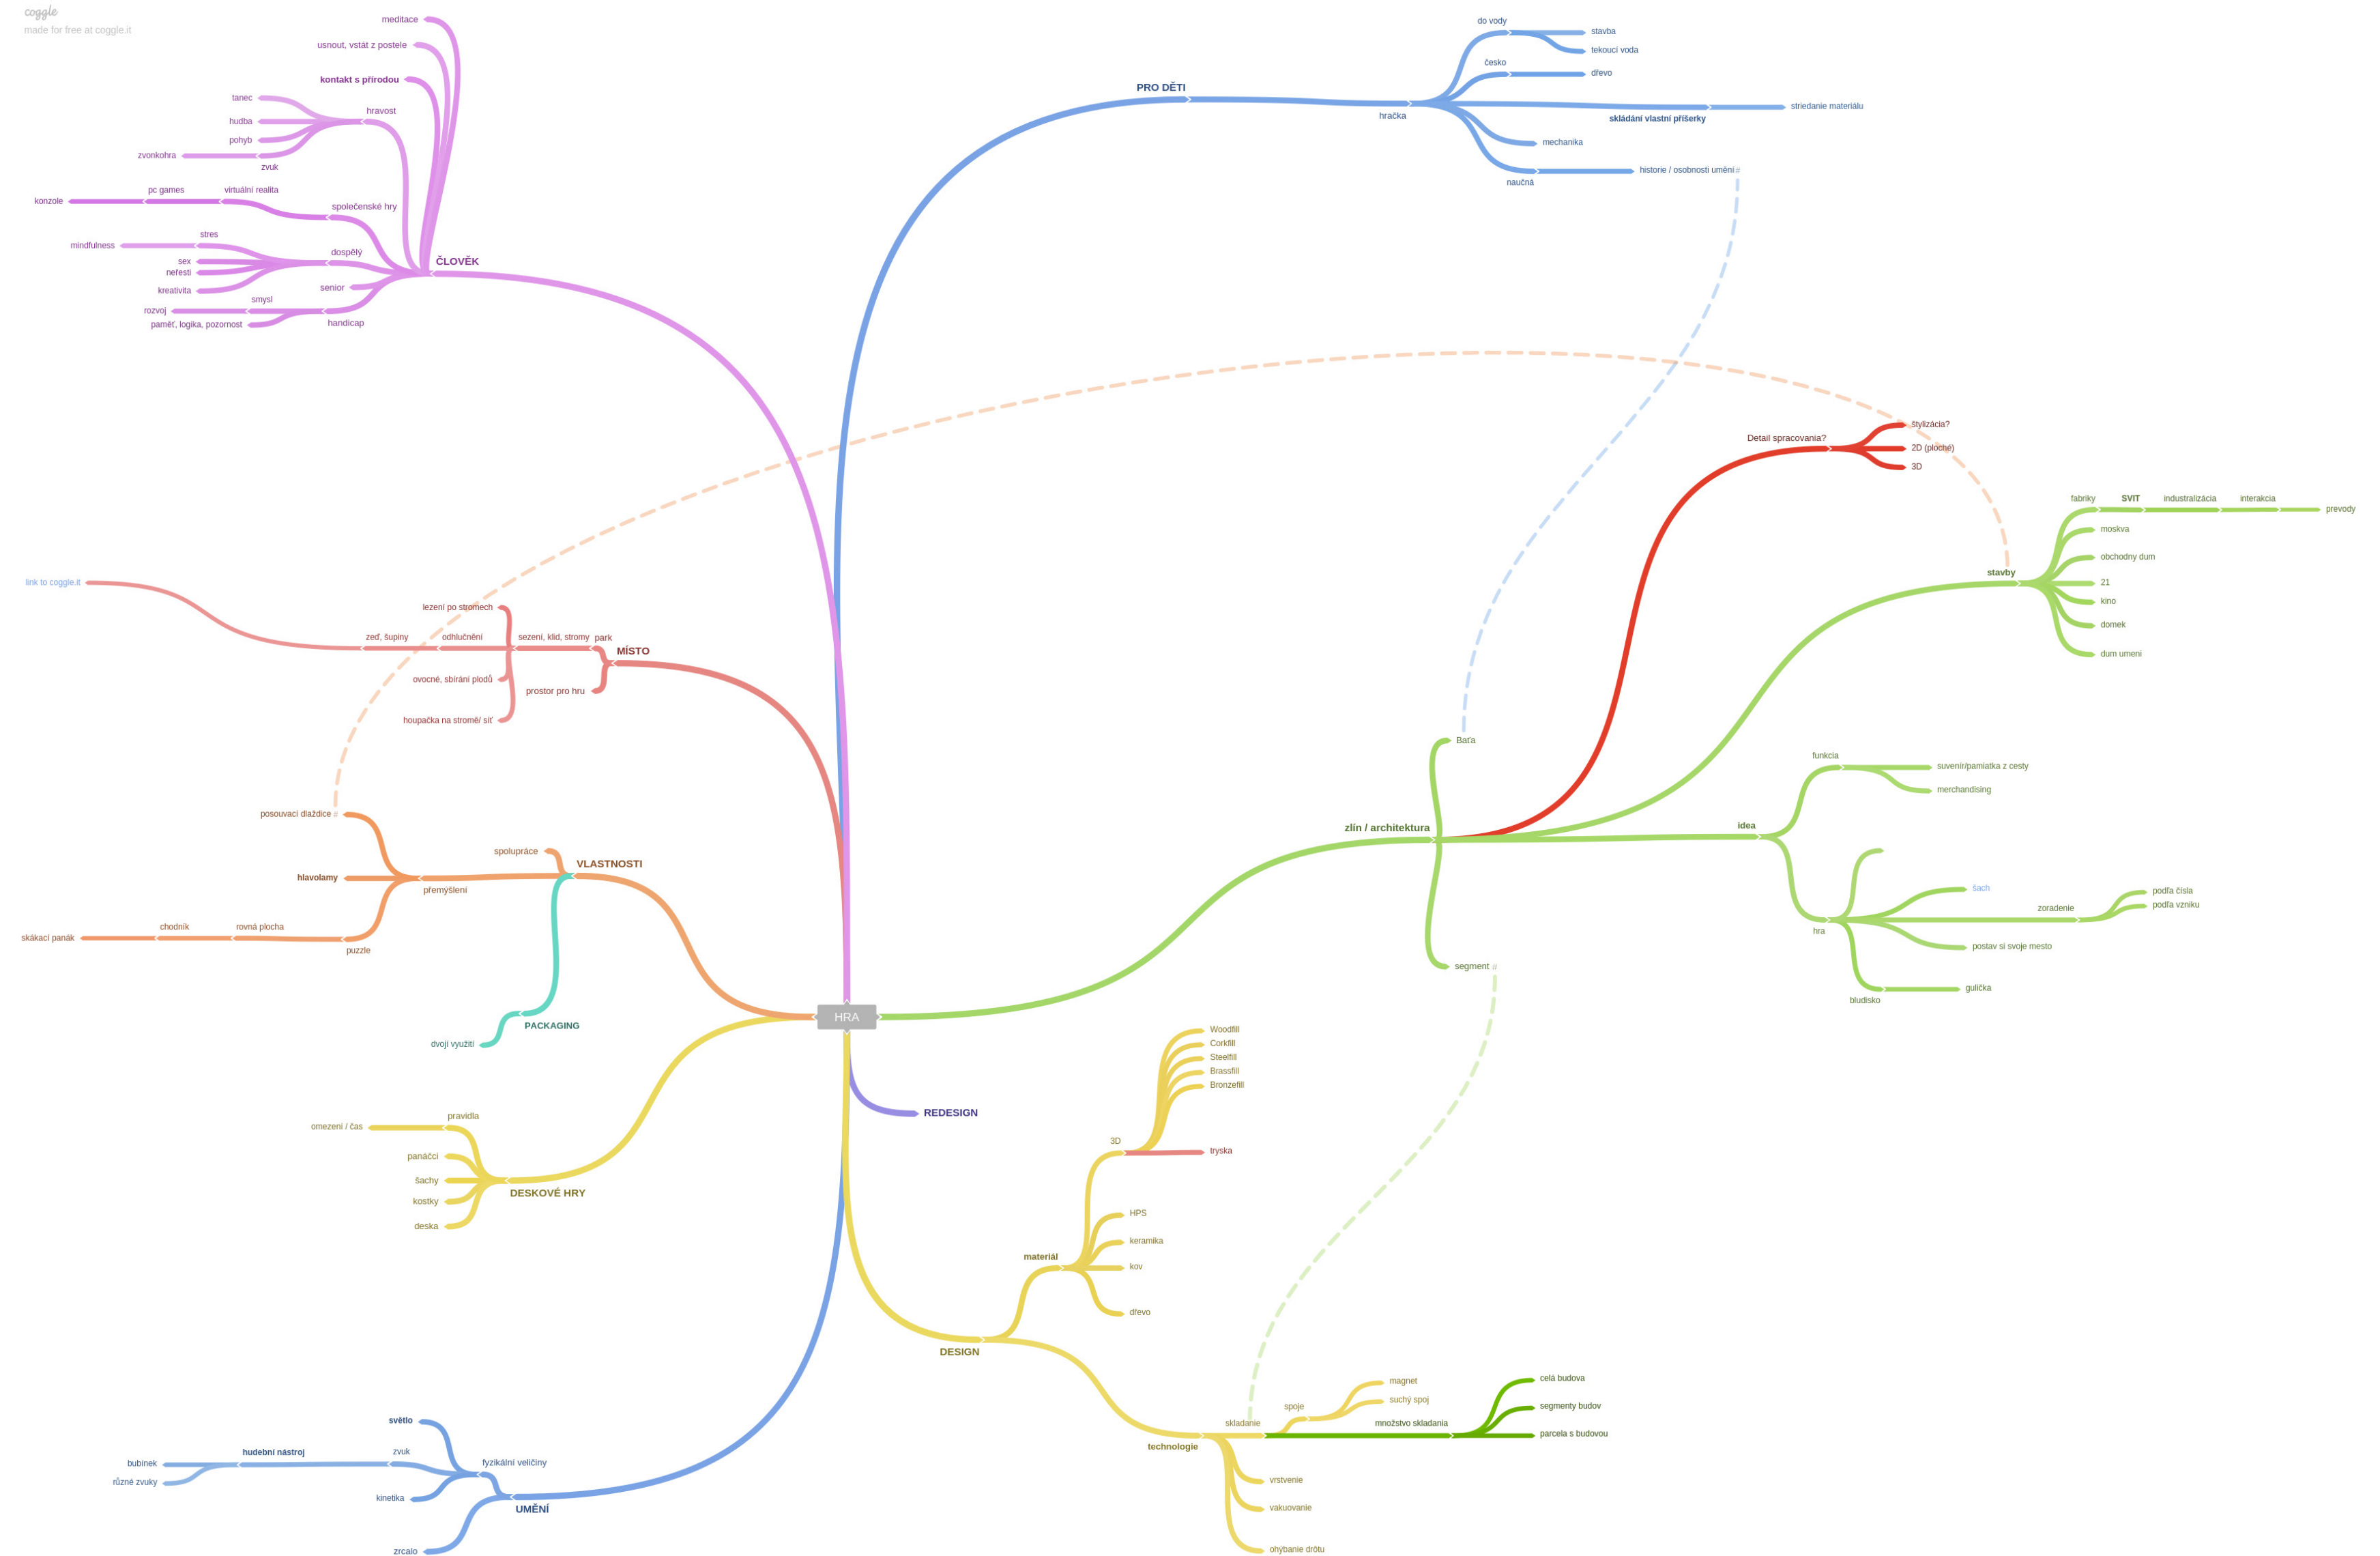 coggle
made for free at coggle.it
meditace
usnout, vstát z postele
kontakt s přírodou
hravost
tanec
hudba
pohyb
zvuk
zvonkohra
společenské hry
virtuální realita
pc games
konzole
dospělý
stres
mindfulness
sex
neřesti
kreativita
senior
handicap
smysl
rozvoj
paměť, logika, pozornost
ČLOVĚK
PRO DĚTI
hračka
do vody
stavba
tekoucí voda
česko
dřevo
skládání vlastní příšerky
striedanie materiálu
mechanika
naučná
historie / osobnosti umění #
link to coggle.it
zeď, šupiny
odhlučnění
lezení po stromech
sezení, klid, stromy
park
MÍSTO
ovocné, sbírání plodů
prostor pro hru
houpačka na stromě/ síť
posouvací dlaždice #
hlavolamy
přemýšlení
spolupráce
VLASTNOSTI
skákací panák
chodník
rovná plocha
puzzle
PACKAGING
dvojí využití
HRA
Detail spracovania?
štylizácia?
2D (ploché)
3D
stavby
fabriky
SVIT
industralizácia
interakcia
prevody
moskva
obchodny dum
21
kino
domek
dum umeni
Baťa
zlín / architektura
segment #
idea
funkcia
suvenír/pamiatka z cesty
merchandising
hra
šach
zoradenie
podľa čísla
podľa vzniku
postav si svoje mesto
bludisko
gulička
REDESIGN
pravidla
omezení / čas
panáčci
šachy
kostky
deska
DESKOVÉ HRY
DESIGN
materiál
3D
Woodfill
Corkfill
Steelfill
Brassfill
Bronzefill
tryska
HPS
keramika
kov
dřevo
technologie
skladanie
spoje
magnet
suchý spoj
množstvo skladania
celá budova
segmenty budov
parcela s budovou
vrstvenie
vakuovanie
ohýbanie drôtu
světlo
fyzikální veličiny
zvuk
hudební nástroj
bubínek
různé zvuky
kinetika
UMĚNÍ
zrcalo